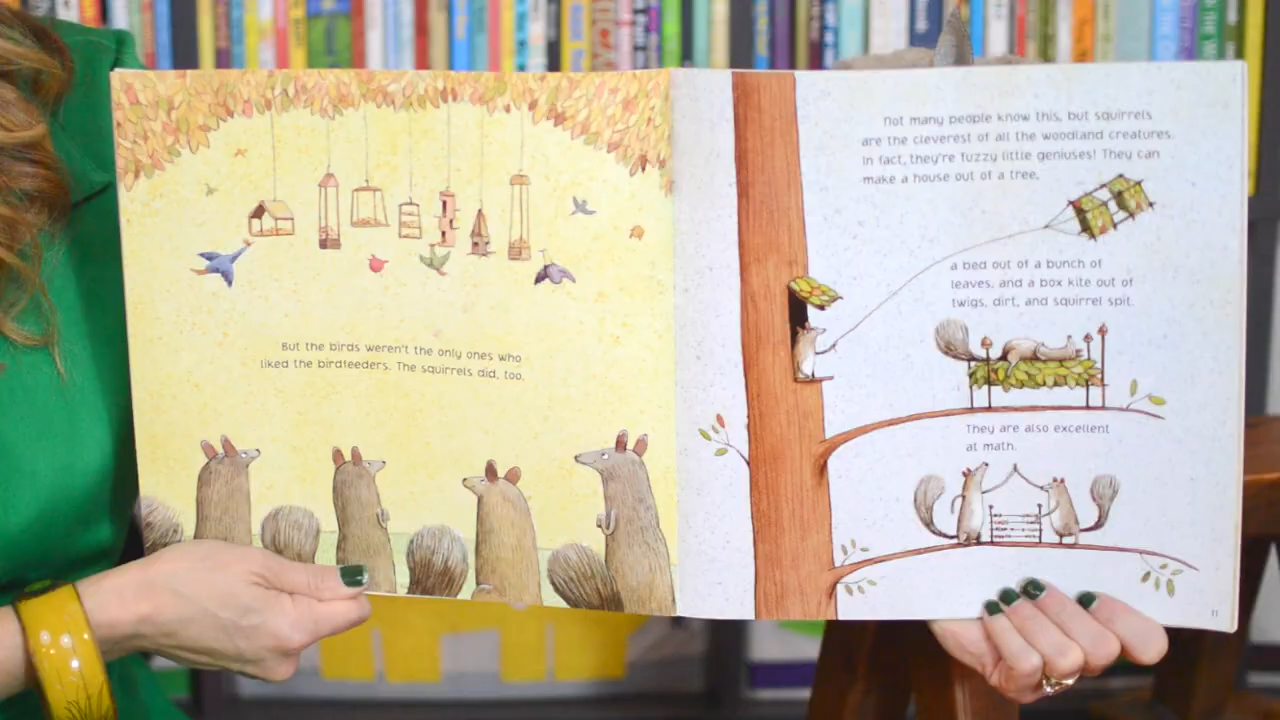 But the birds weren't the only ones who
liked the birdfeeders. The squirrels did, too.
Not many people know this, but squirrels
are the cleverest of all the woodland creatures.
In fact, they're fuzzy little geniuses! They can
make a house out of a tree,
a bed out of a bunch of
leaves, and a box kite out of
twigs, dirt, and squirrel spit.
They are also excellent
at math.
11